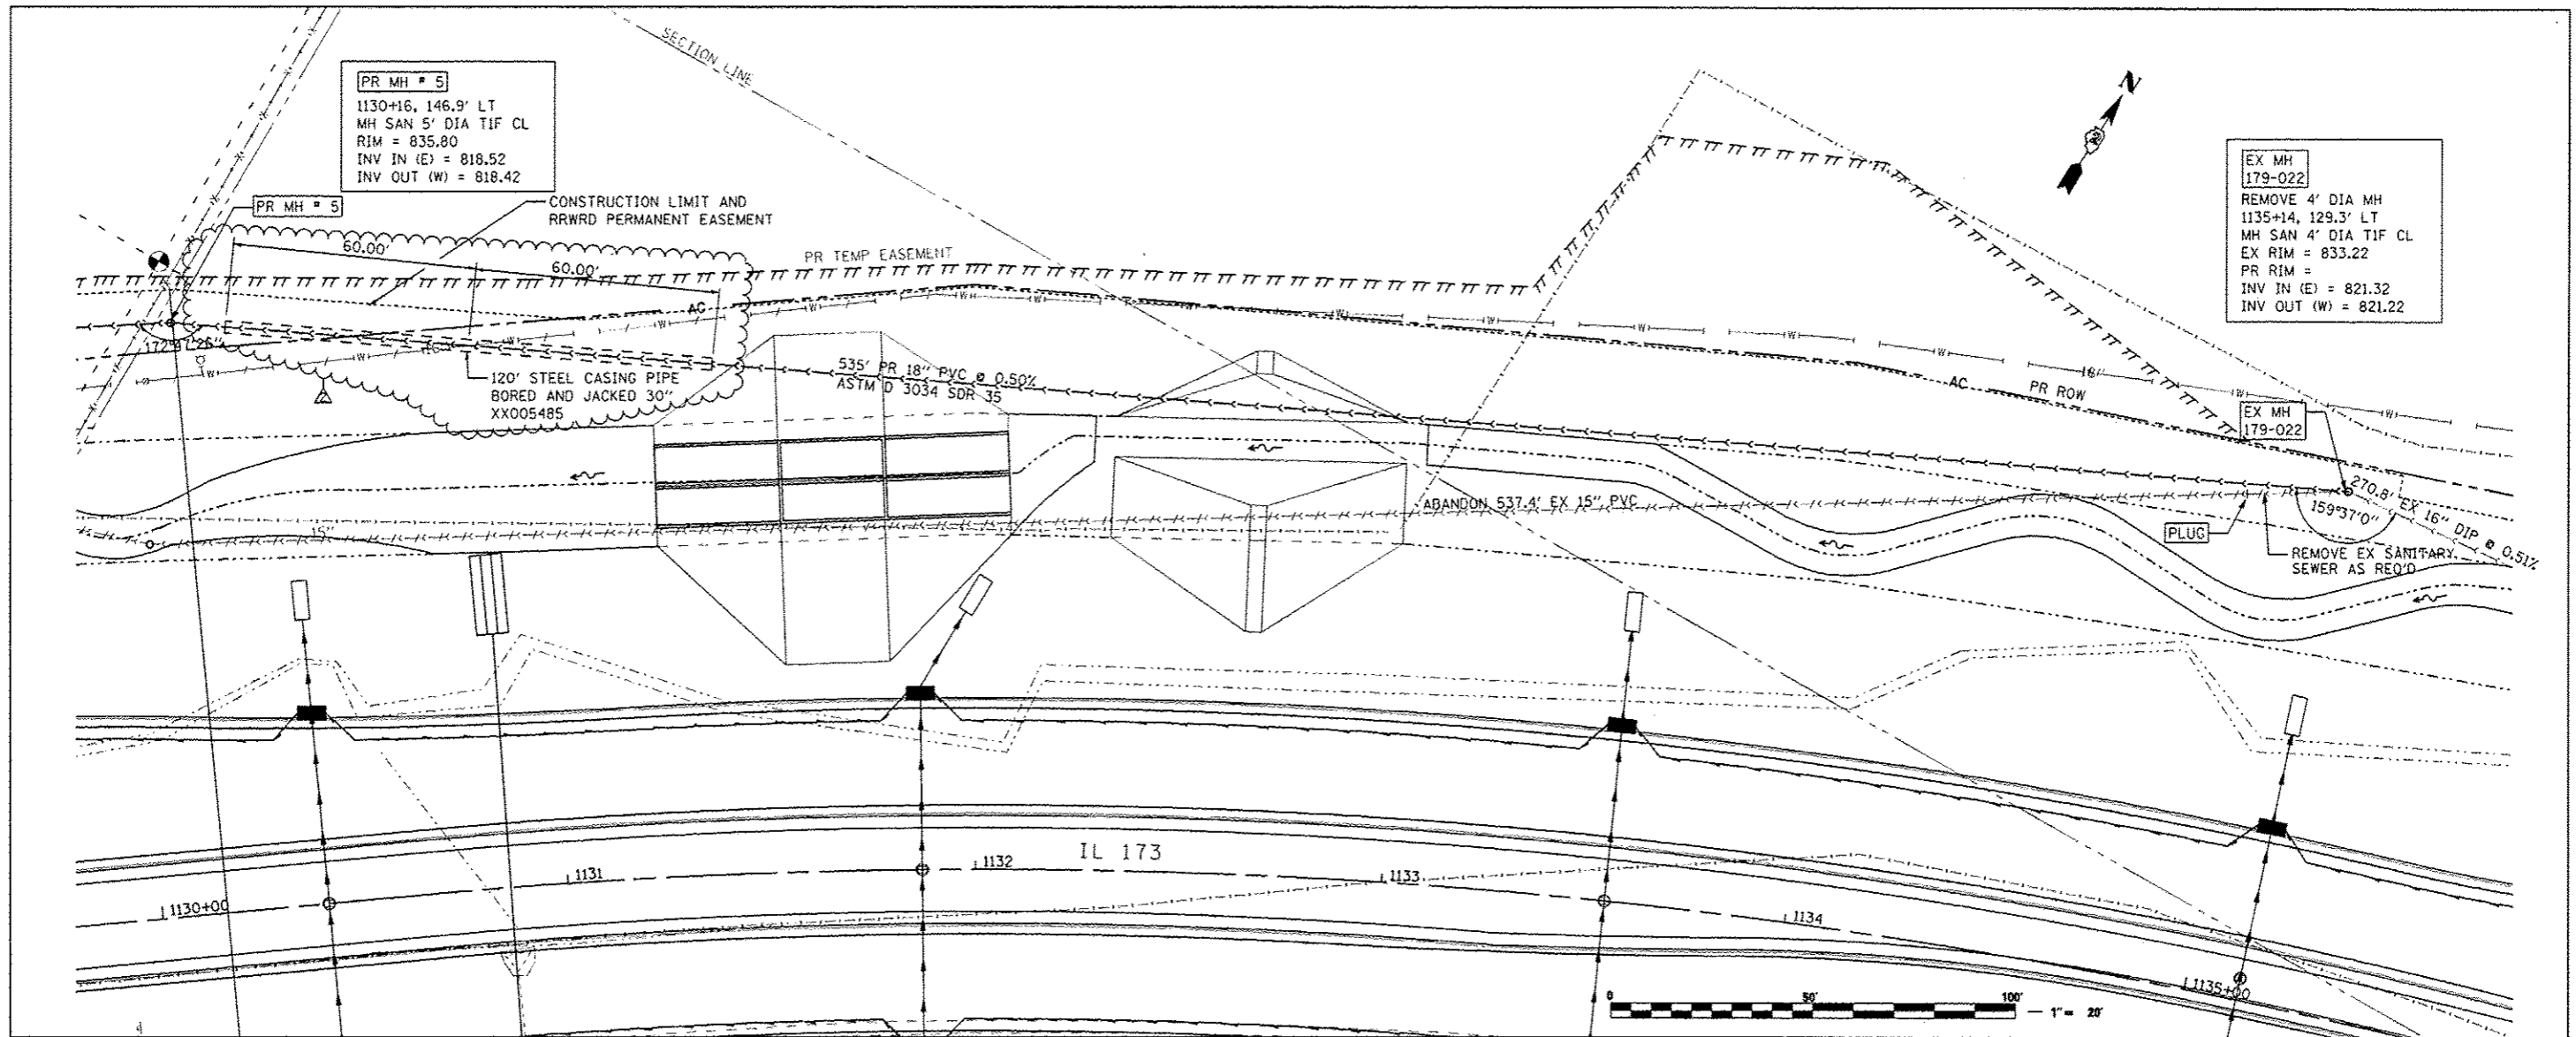 SECTION LINE
PR MH # 5
1130+16, 146.9' LT
MH SAN 5' DIA TIF CL
RIM = 835.80
INV IN (E) = 818.52
INV OUT (W) = 818.42
N
EX MH
179-022
REMOVE 4' DIA MH
1135+14, 129.3' LT
MH SAN 4' DIA TIF CL
EX RIM = 833.22
PR RIM =
INV IN (E) = 821.32
INV OUT (W) = 821.22
PR MH # 5
CONSTRUCTION LIMIT AND
RRWRD PERMANENT EASEMENT
60.00'
60.00'
PR TEMP EASEMENT
AC
120' STEEL CASING PIPE
BORED AND JACKED 30"
XX005485
535' PR 18" PVC @ 0.50%
ASTM D 3034 SDR 35
AC
PR ROW
EX MH
179-022
ABANDON 537.4' EX 15" PVC
15"
270.8' EX 16" DIP @ 0.51%
159°37'0"
PLUG
REMOVE EX SANITARY
SEWER AS REQ'D
IL 173
1130+00
1131
1132
1133
1134
1135+00
0
50'
100'
1"= 20'